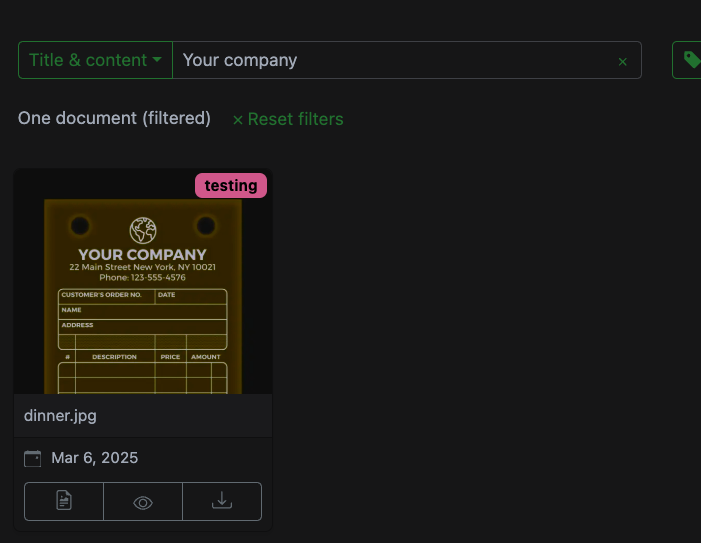 Title & content
Your company
One document (filtered)
× Reset filters
testing
YOUR COMPANY
22 Main Street New York, NY 10021
Phone: 123-555-4576
CUSTOMER'S ORDER NO. DATE
NAME
ADDRESS
# DESCRIPTION PRICE AMOUNT
dinner.jpg
Mar 6, 2025